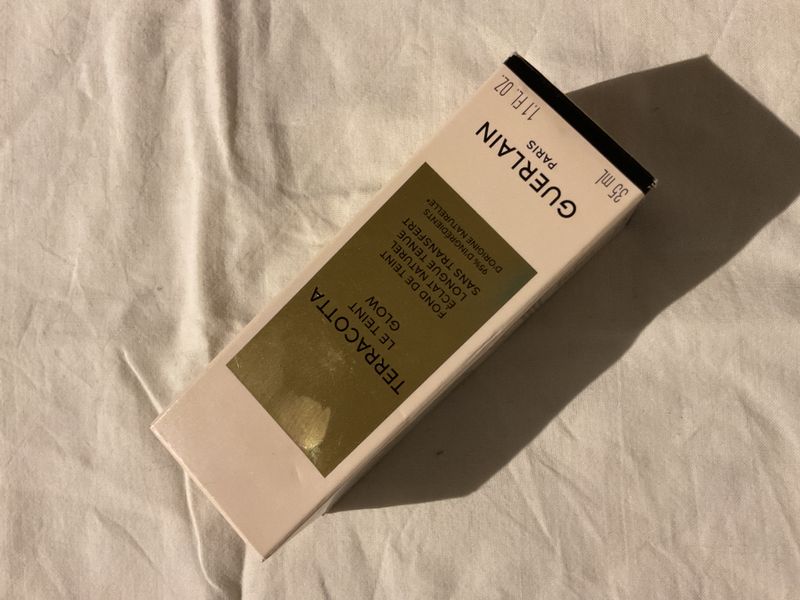 TERRACOTTA
LE TEINT
GLOW
FOND DE TEINT
ÉCLAT NATUREL
LONGUE TENUE
SANS TRANSFERT
95% D'INGRÉDIENTS
D'ORIGINE NATURELLE*
GUERLAIN
PARIS
35 mL
1.1 FL. OZ.